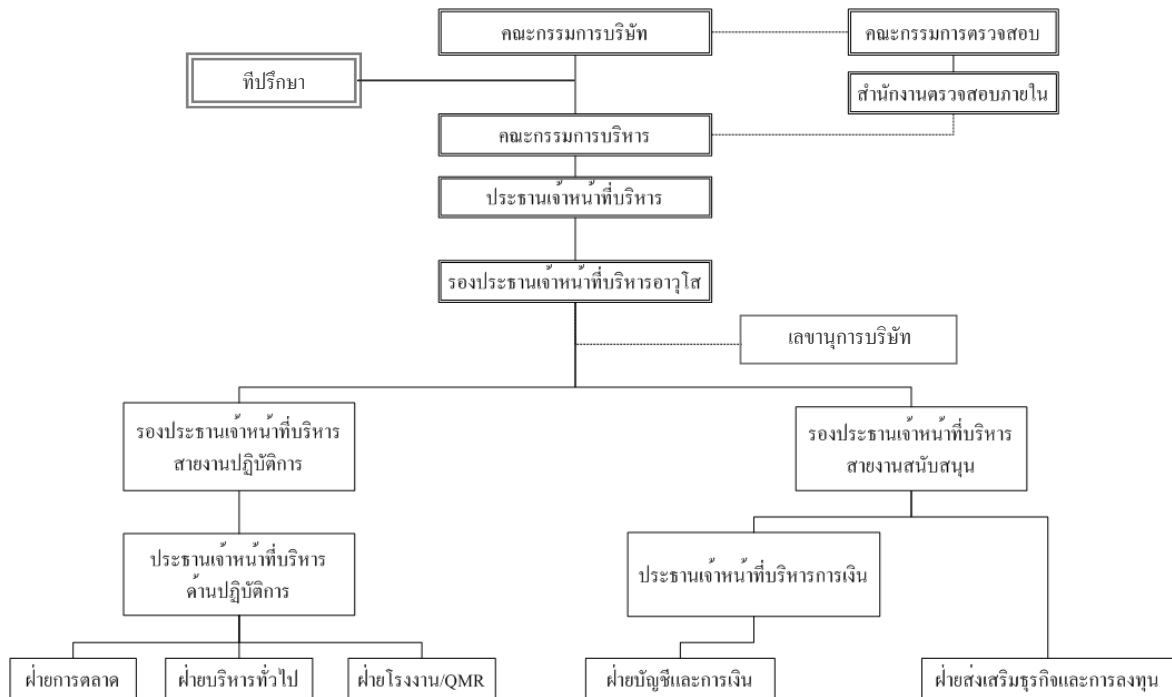 คณะกรรมการบริษัท
คณะกรรมการตรวจสอบ
ที่ปรึกษา
สำนักงานตรวจสอบภายใน
คณะกรรมการบริหาร
ประธานเจ้าหน้าที่บริหาร
รองประธานเจ้าหน้าที่บริหารอาวุโส
เลขานุการบริษัท
รองประธานเจ้าหน้าที่บริหาร
สายงานปฏิบัติการ
รองประธานเจ้าหน้าที่บริหาร
สายงานสนับสนุน
ประธานเจ้าหน้าที่บริหาร
ด้านปฏิบัติการ
ประธานเจ้าหน้าที่บริหารการเงิน
ฝ่ายการตลาด
ฝ่ายบริหารทั่วไป
ฝ่ายโรงงาน/QMR
ฝ่ายบัญชีและการเงิน
ฝ่ายส่งเสริมธุรกิจและการลงทุน